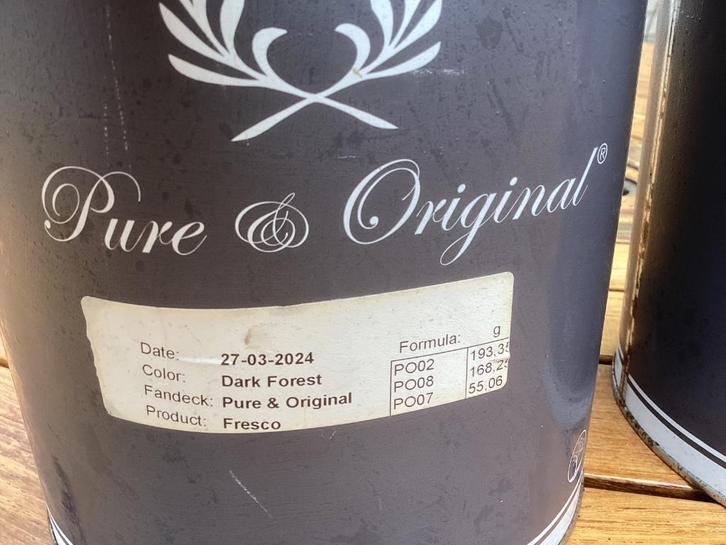 Pure & Original®
Date: 27-03-2024
Color: Dark Forest
Fandeck: Pure & Original
Product: Fresco
Formula: g
PO02 193,35
PO08 168,25
PO07 55,06